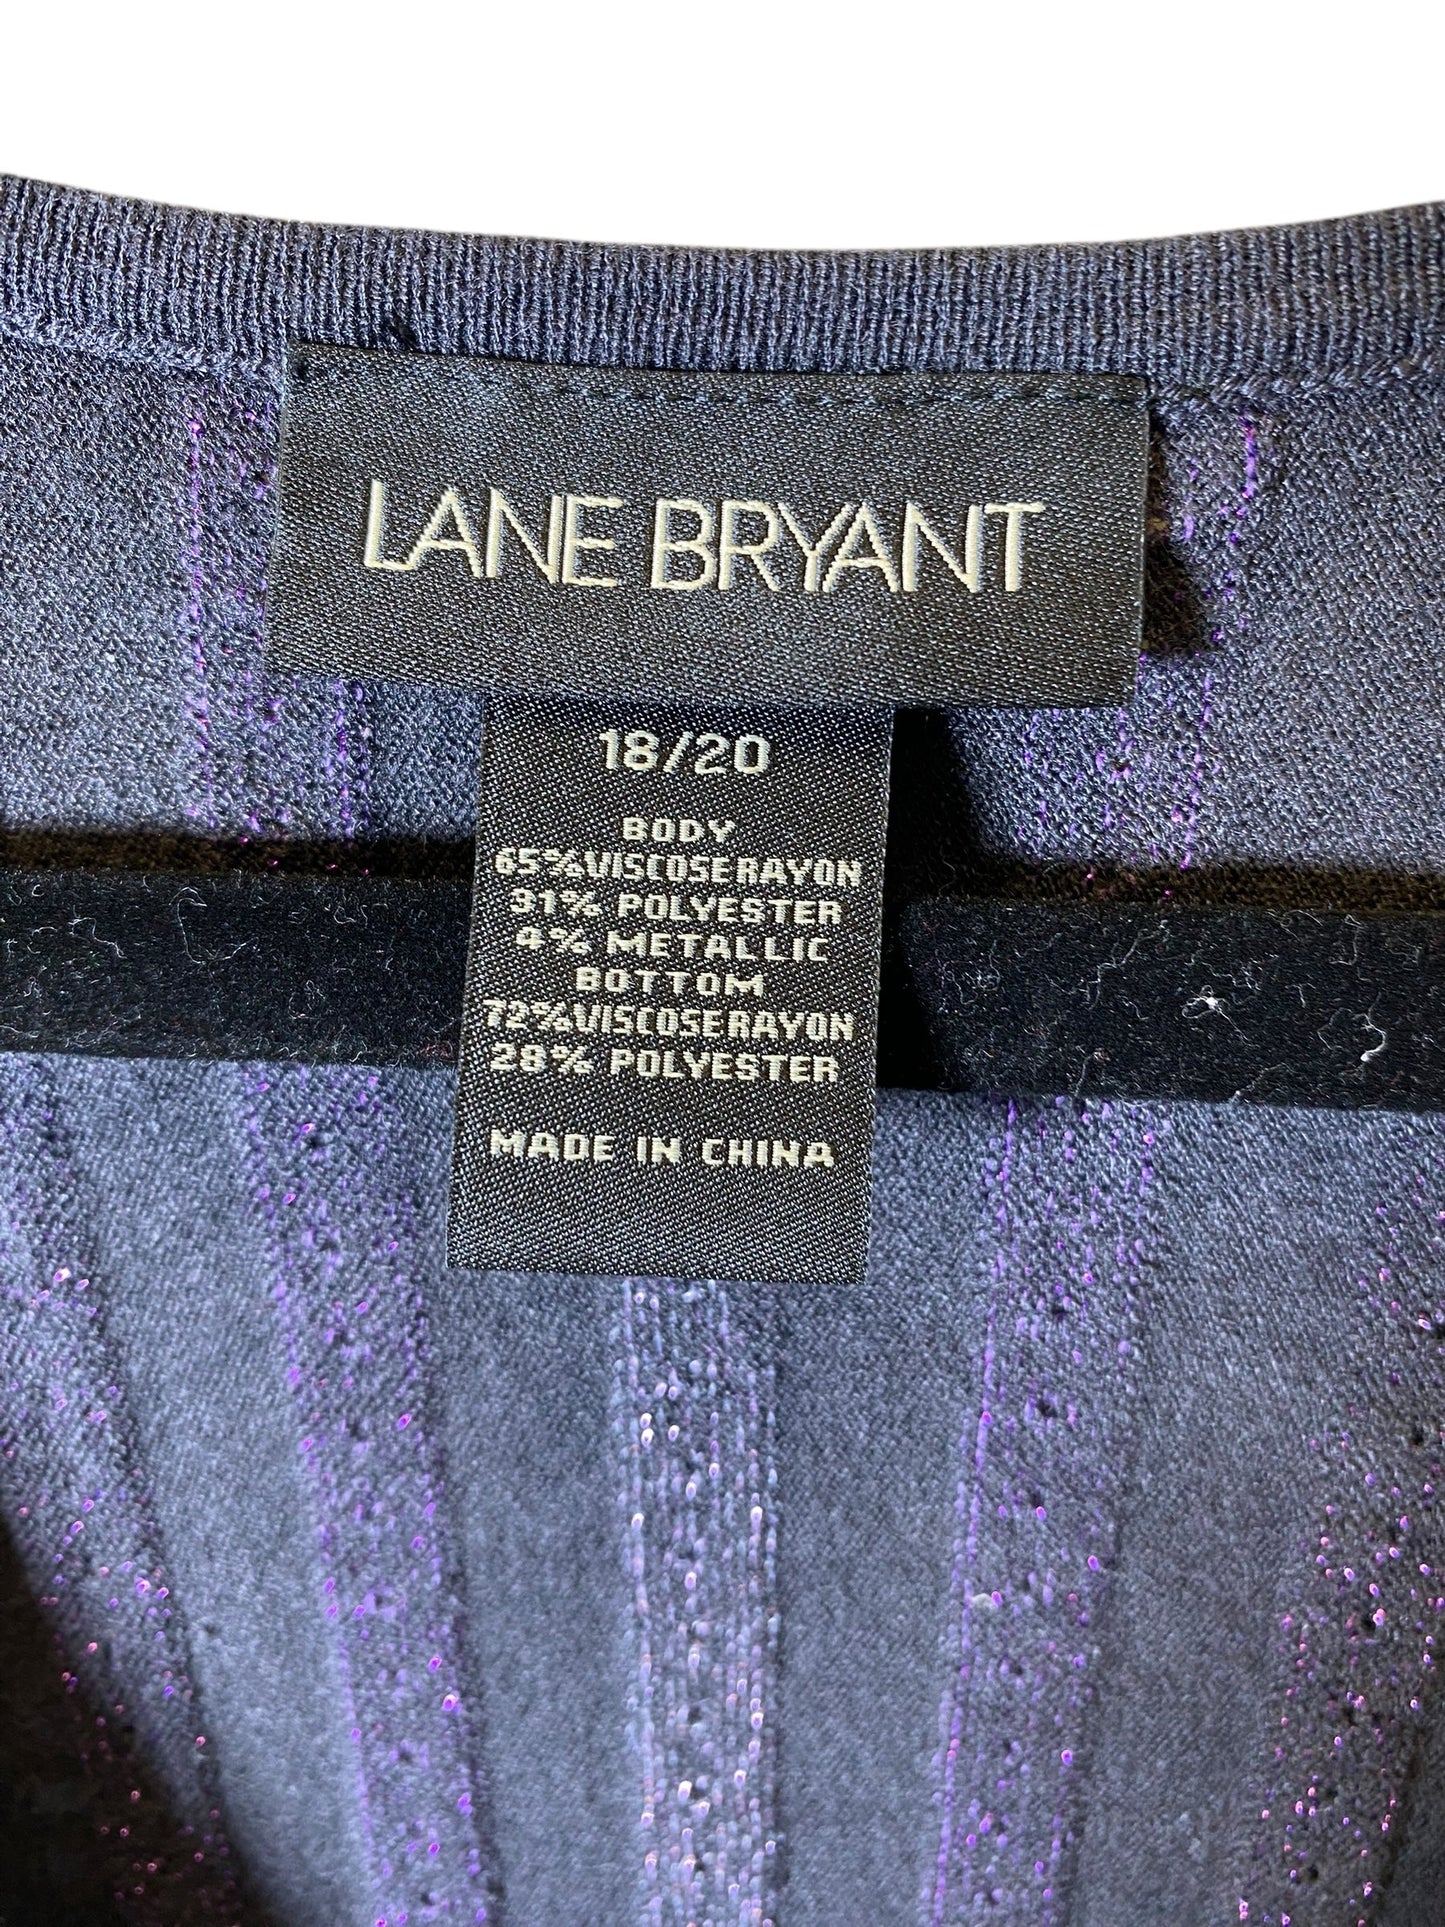 LANE BRYANT
18/20
BODY
65%VISCOSERAYON
31% POLYESTER
4% METALLIC
BOTTOM
72%VISCOSERAYON
28% POLYESTER
MADE IN CHINA